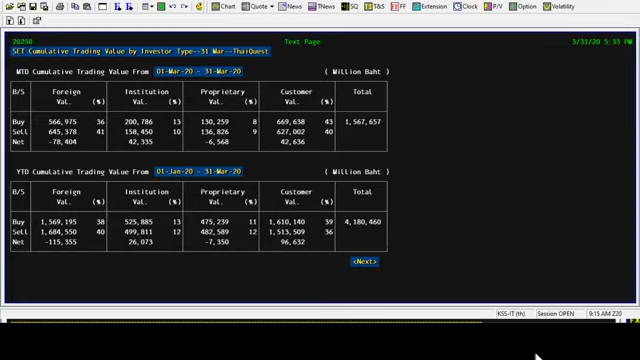 Chart Quote News TNews SQ T&S FF Extension Clock P/V Option Volatility
20250 Text Page 3/31/20 5:33 PM
SET Cumulative Trading Value by Investor Type--31 Mar--ThaiQuest
MTD Cumulative Trading Value From 01-Mar-20 - 31-Mar-20 ( Million Baht )
B/S Foreign Institution Proprietary Customer Total
Val. (%) Val. (%) Val. (%) Val. (%)
Buy 566,975 36 200,786 13 130,259 8 669,638 43 1,567,657
Sell 645,378 41 158,450 10 136,826 9 627,002 40
Net -78,404 42,335 -6,568 42,636
YTD Cumulative Trading Value From 01-Jan-20 - 31-Mar-20 ( Million Baht )
B/S Foreign Institution Proprietary Customer Total
Val. (%) Val. (%) Val. (%) Val. (%)
Buy 1,569,195 38 525,885 13 475,239 11 1,610,140 39 4,180,460
Sell 1,684,550 40 499,811 12 482,589 12 1,513,509 36
Net -115,355 26,073 -7,350 96,632
<Next>
KSS-IT (th) Session OPEN 9:15 AM Z20